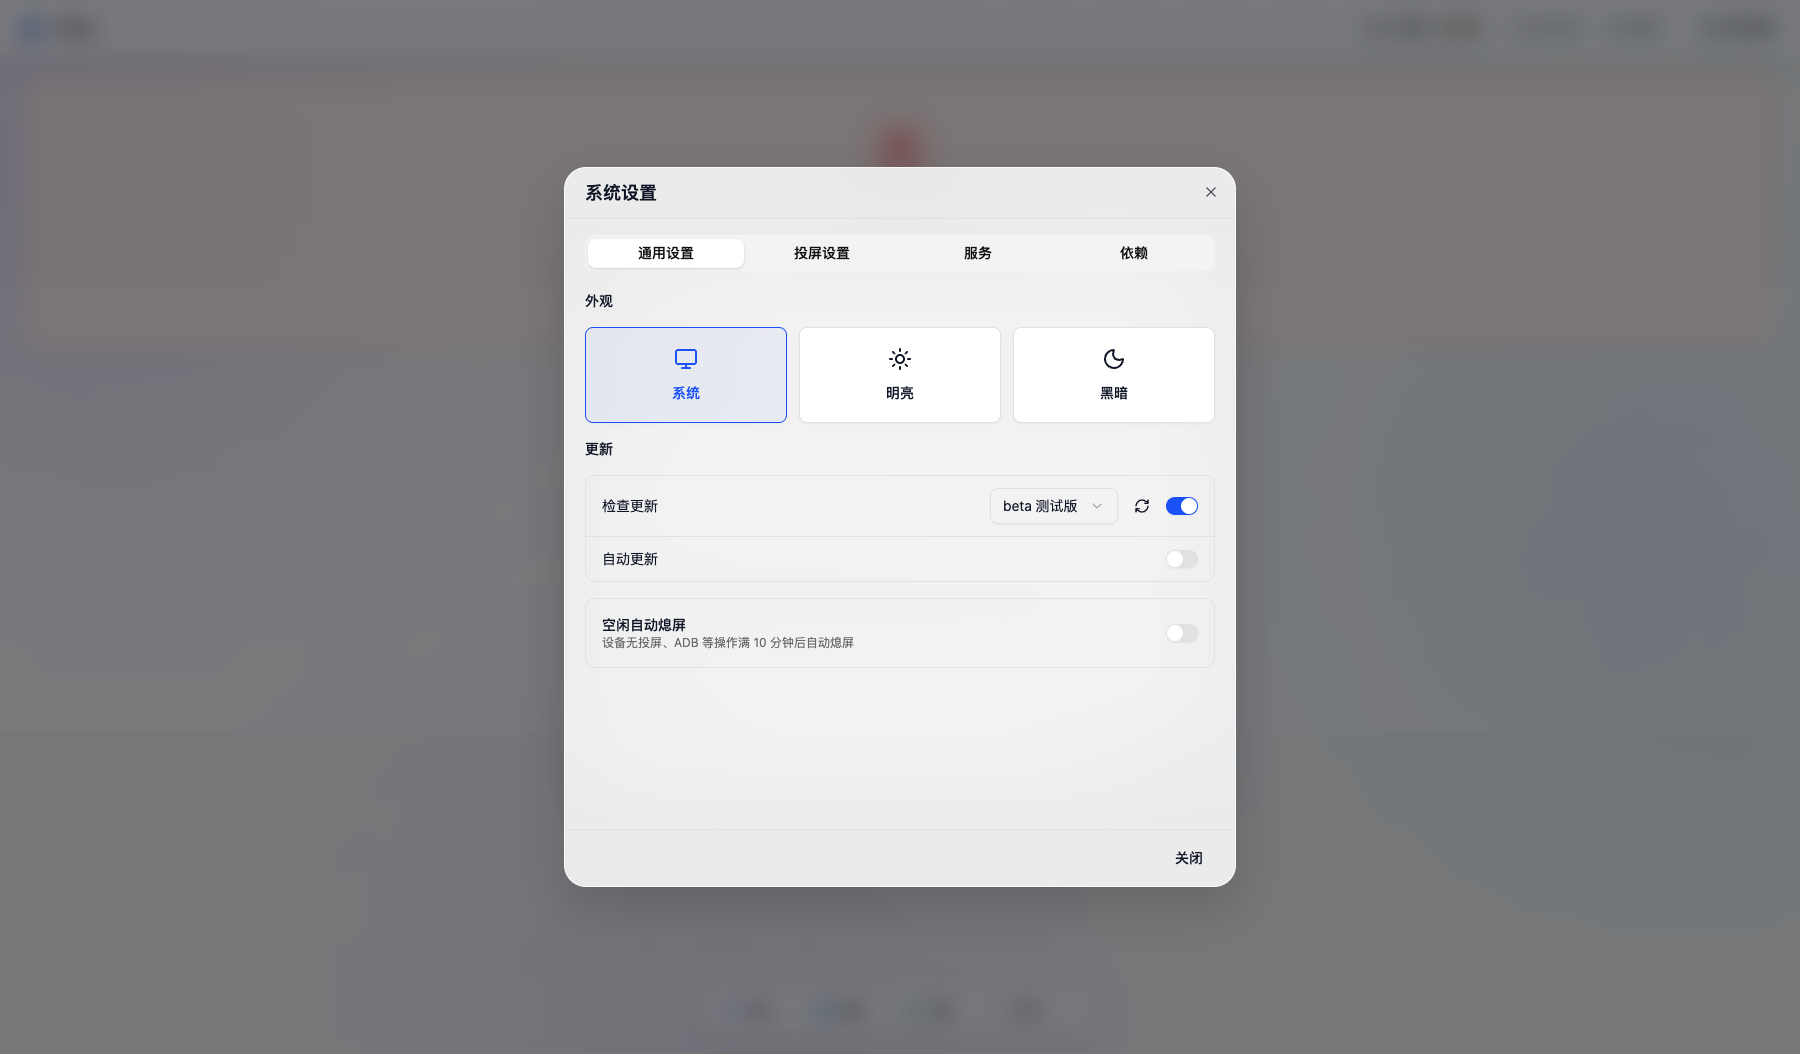 系统设置
通用设置 投屏设置 服务 依赖
外观
系统 明亮 黑暗
更新
检查更新 beta 测试版
自动更新
空闲自动熄屏
设备无投屏、ADB 等操作满 10 分钟后自动熄屏
关闭